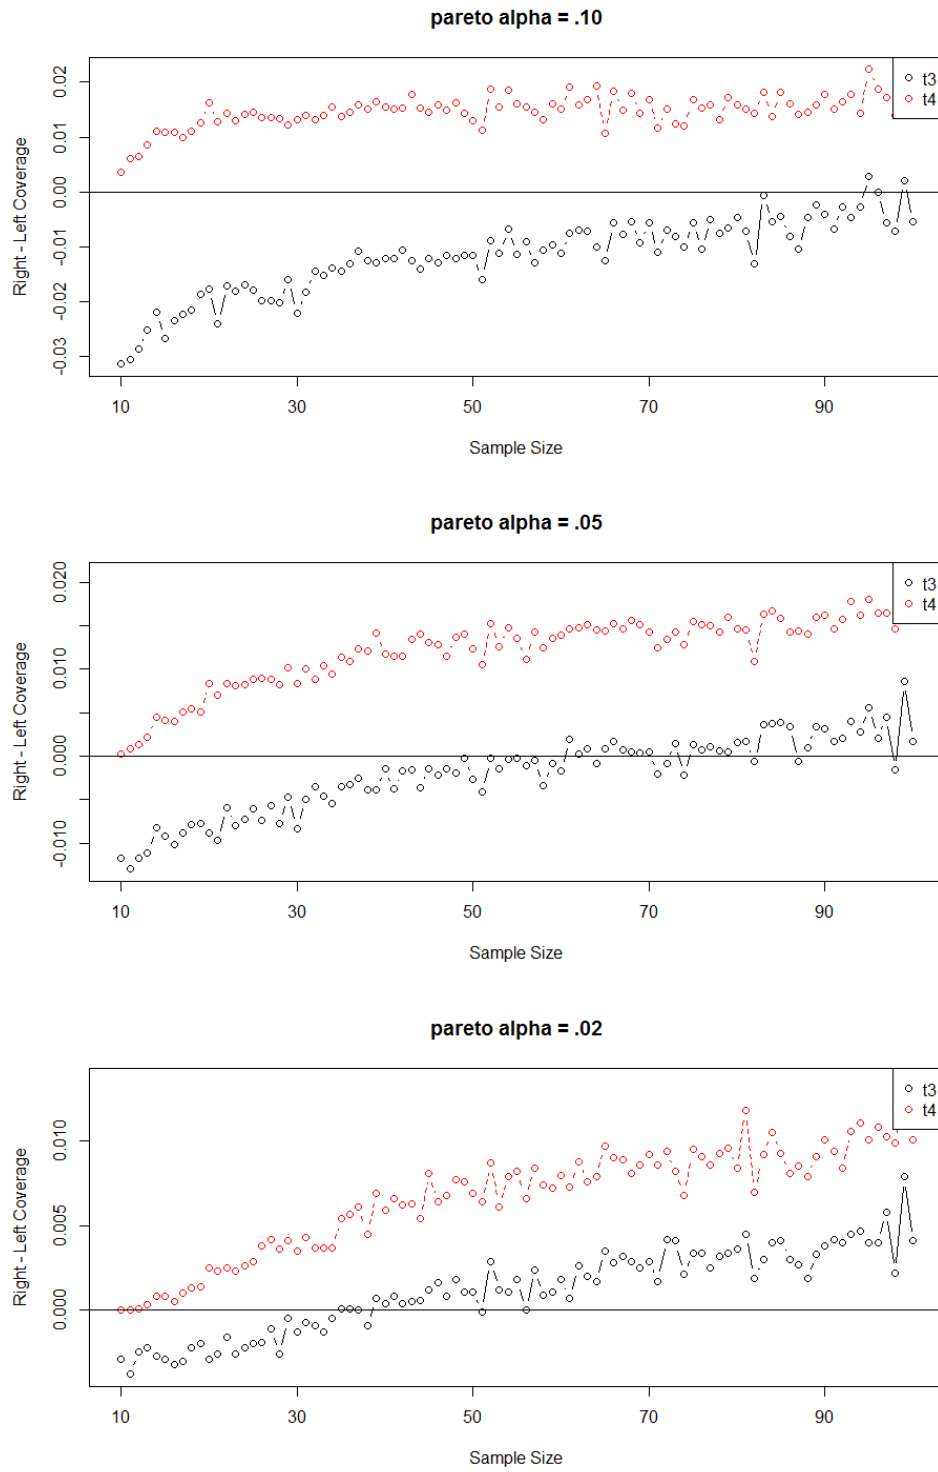 pareto alpha = .10
0.02
0.01
0.00
-0.01
-0.02
-0.03
Right - Left Coverage
t3
t4
10 30 50 70 90
Sample Size
pareto alpha = .05
0.020
0.010
0.000
-0.010
Right - Left Coverage
t3
t4
10 30 50 70 90
Sample Size
pareto alpha = .02
0.010
0.005
0.000
Right - Left Coverage
t3
t4
10 30 50 70 90
Sample Size